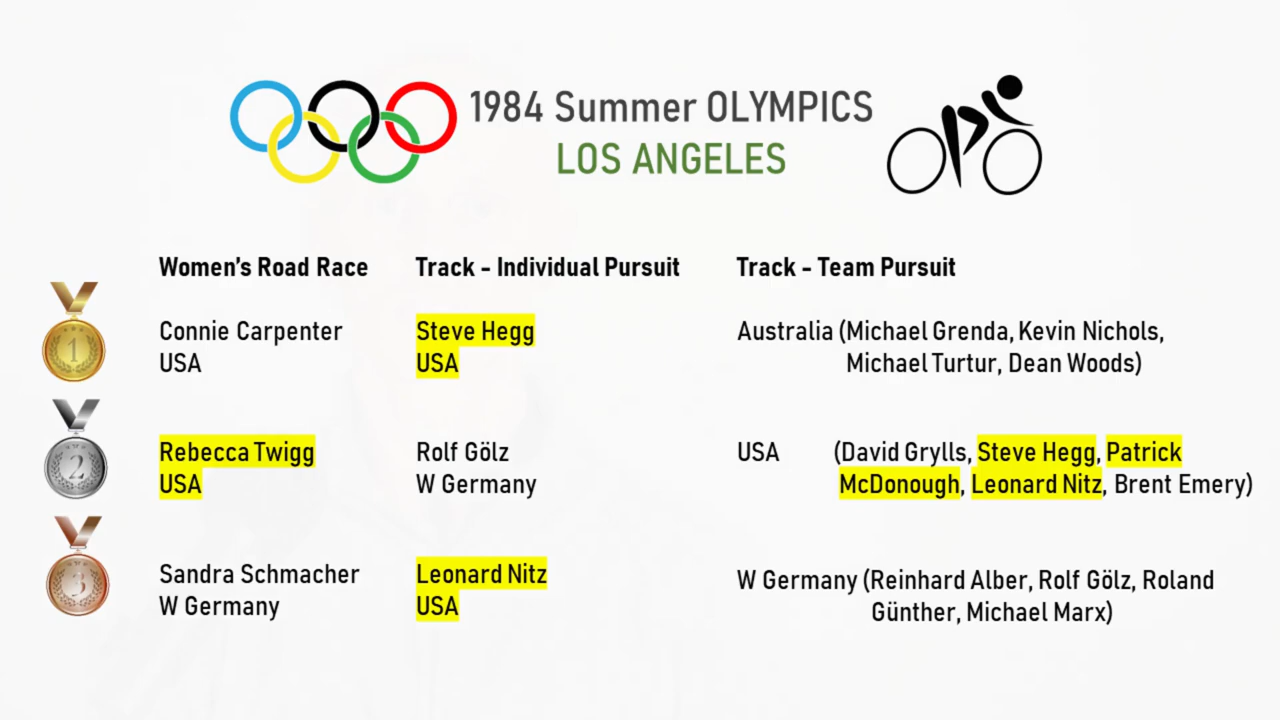 1984 Summer OLYMPICS
LOS ANGELES
Women's Road Race
Track - Individual Pursuit
Track - Team Pursuit
1
Connie Carpenter
USA
Steve Hegg
USA
Australia (Michael Grenda, Kevin Nichols,
Michael Turtur, Dean Woods)
2
Rebecca Twigg
USA
Rolf Gölz
W Germany
USA (David Grylls, Steve Hegg, Patrick
McDonough, Leonard Nitz, Brent Emery)
3
Sandra Schmacher
W Germany
Leonard Nitz
USA
W Germany (Reinhard Alber, Rolf Gölz, Roland
Günther, Michael Marx)